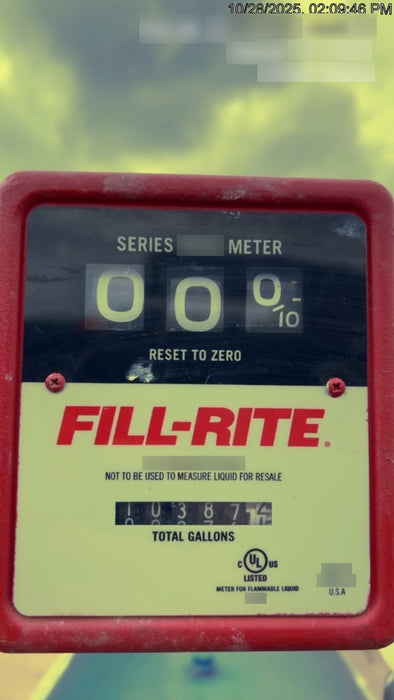 10/28/2025, 02:09:46 PM
SERIES METER
0 0 0/10
RESET TO ZERO
FILL-RITE®
NOT TO BE USED TO MEASURE LIQUID FOR RESALE
1 0 3 8 7
TOTAL GALLONS
C UL US
LISTED
METER FOR FLAMMABLE LIQUID
U.S.A